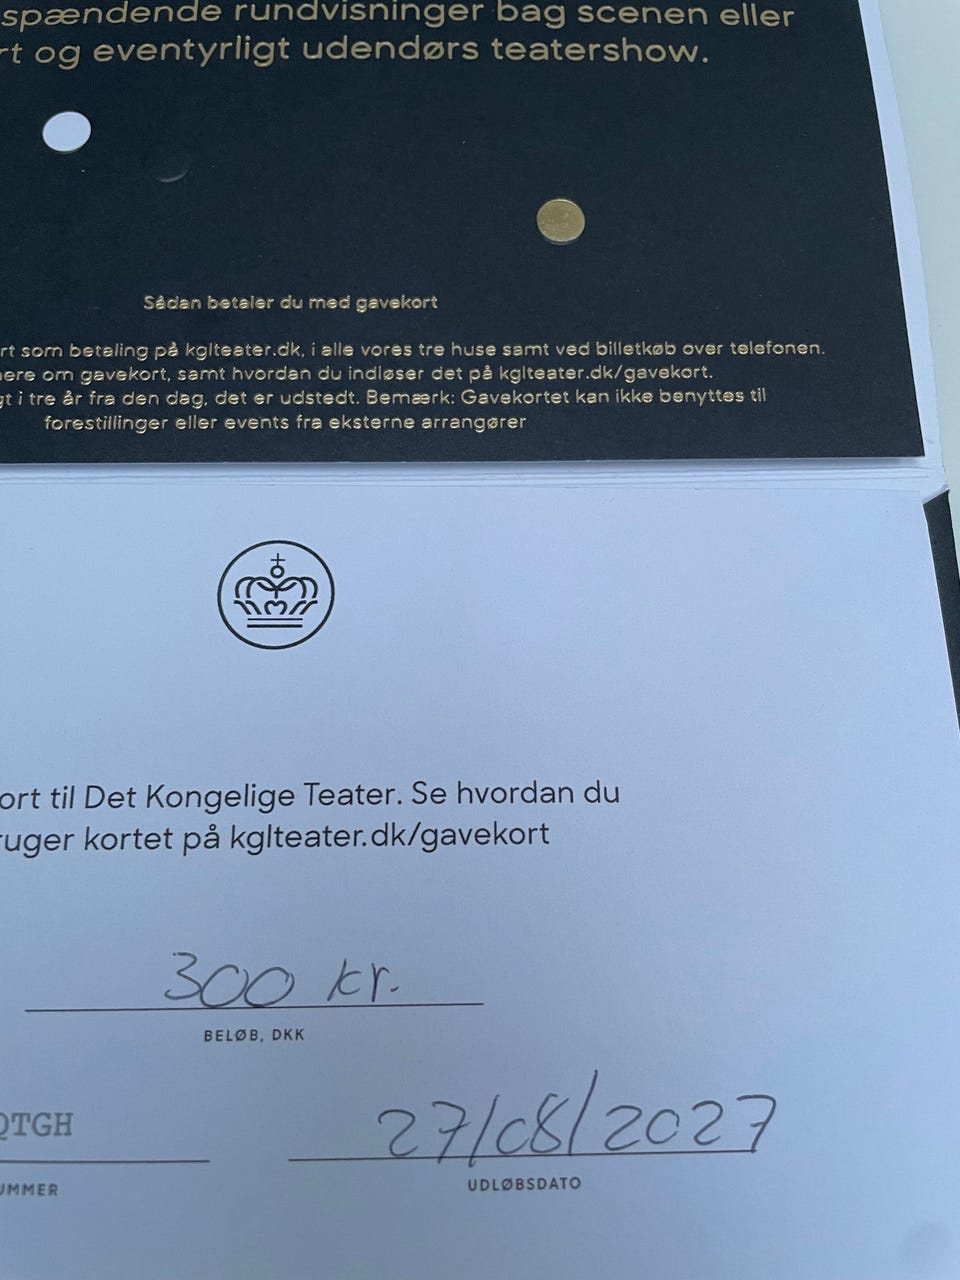 spændende rundvisninger bag scenen eller
rt og eventyrligt udendørs teatershow.
Sådan betaler du med gavekort
rt som betaling på kglteater.dk, i alle vores tre huse samt ved billetkøb over telefonen.
ere om gavekort, samt hvordan du indløser det på kglteater.dk/gavekort.
gt i tre år fra den dag, det er udstedt. Bemærk: Gavekortet kan ikke benyttes til
forestillinger eller events fra eksterne arrangører
ort til Det Kongelige Teater. Se hvordan du
ruger kortet på kglteater.dk/gavekort
300 kr.
BELØB, DKK
QTGH
27/08/2027
UMMER
UDLØBSDATO